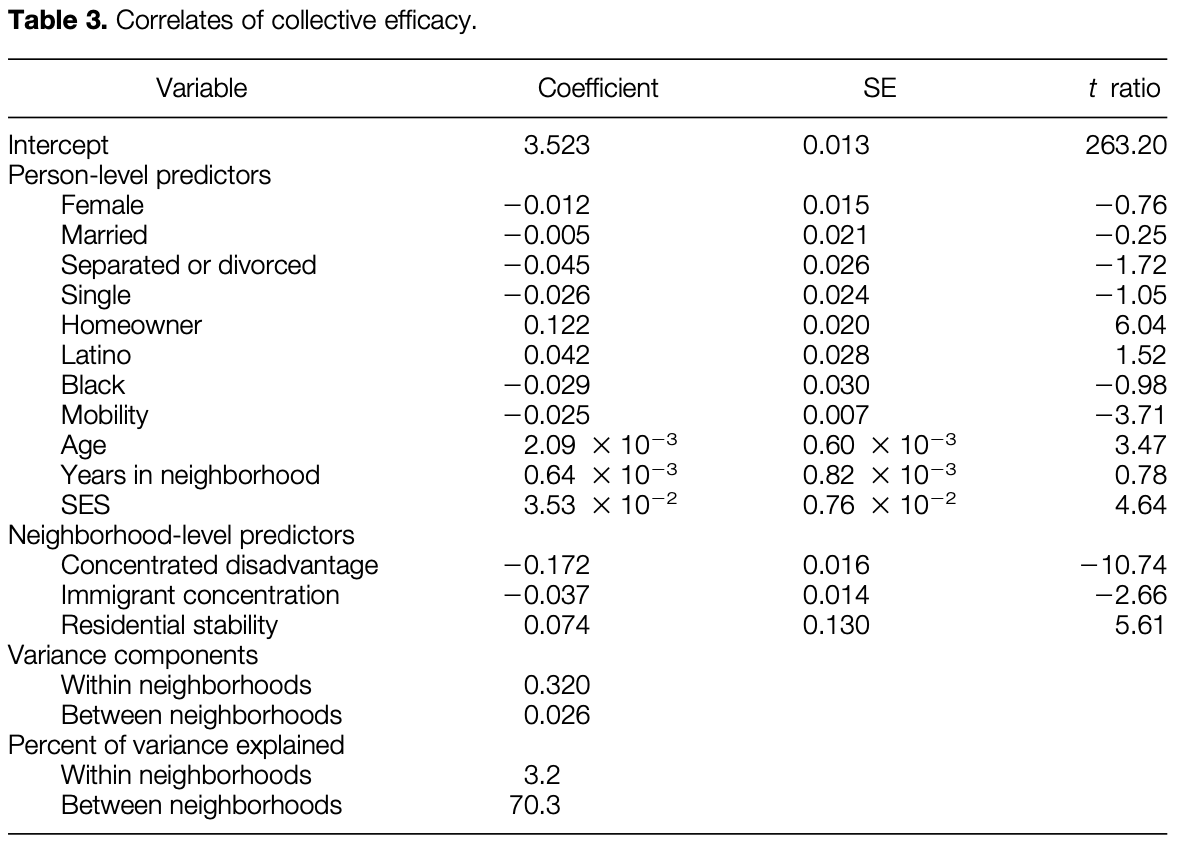 Table 3. Correlates of collective efficacy.
Variable Coefficient SE t ratio
Intercept 3.523 0.013 263.20
Person-level predictors
Female −0.012 0.015 −0.76
Married −0.005 0.021 −0.25
Separated or divorced −0.045 0.026 −1.72
Single −0.026 0.024 −1.05
Homeowner 0.122 0.020 6.04
Latino 0.042 0.028 1.52
Black −0.029 0.030 −0.98
Mobility −0.025 0.007 −3.71
Age 2.09 × 10⁻³ 0.60 × 10⁻³ 3.47
Years in neighborhood 0.64 × 10⁻³ 0.82 × 10⁻³ 0.78
SES 3.53 × 10⁻² 0.76 × 10⁻² 4.64
Neighborhood-level predictors
Concentrated disadvantage −0.172 0.016 −10.74
Immigrant concentration −0.037 0.014 −2.66
Residential stability 0.074 0.130 5.61
Variance components
Within neighborhoods 0.320
Between neighborhoods 0.026
Percent of variance explained
Within neighborhoods 3.2
Between neighborhoods 70.3